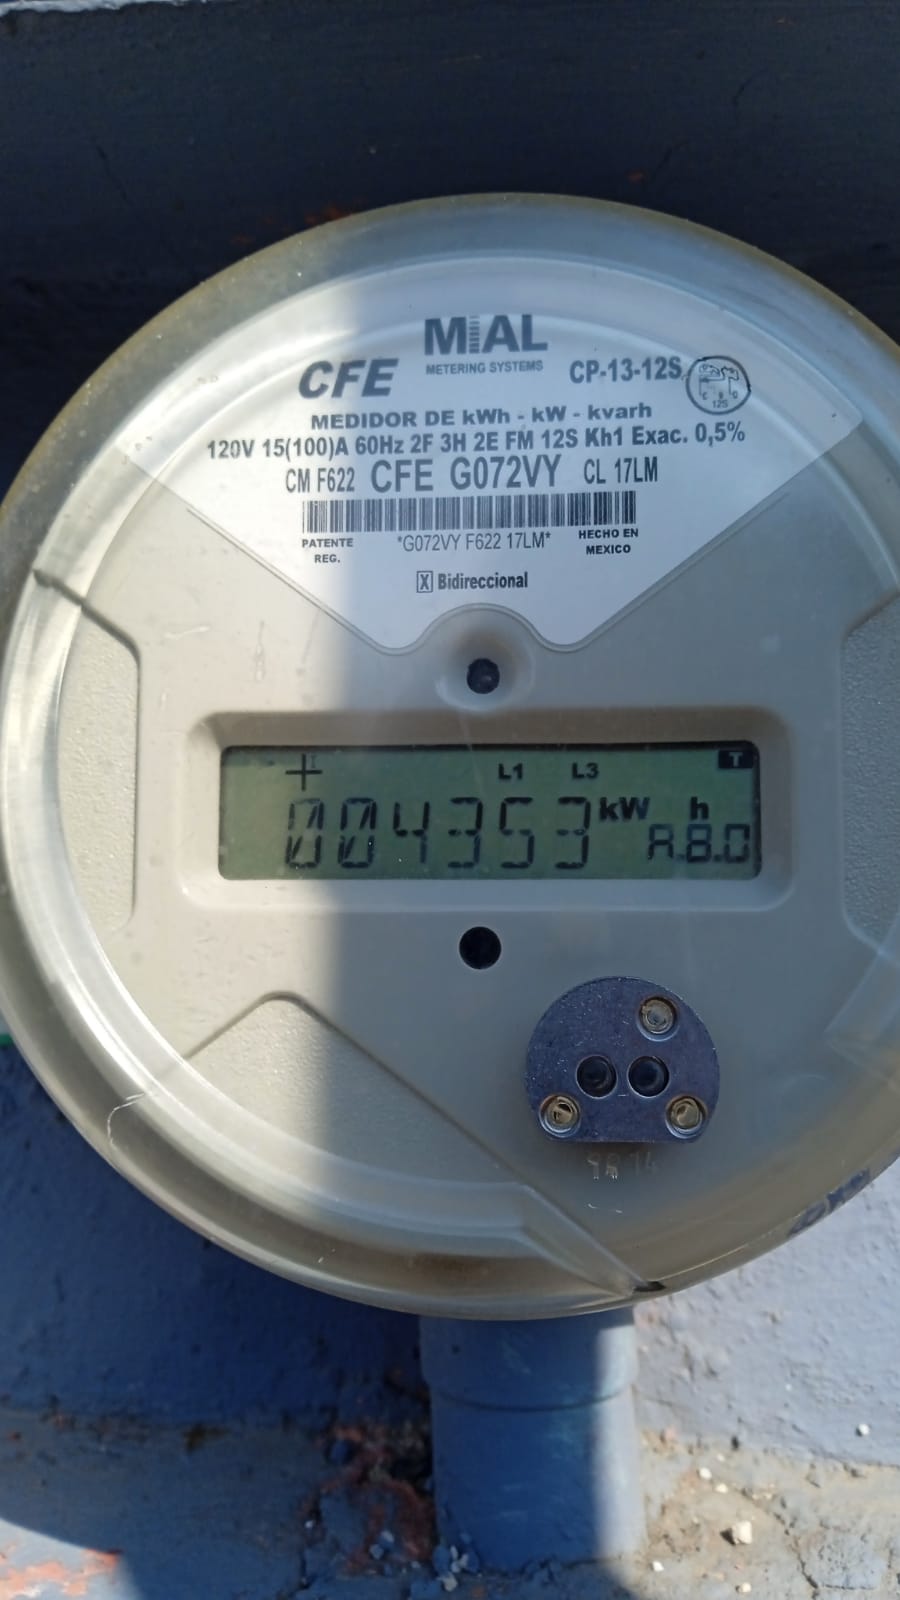 MiAL
METERING SYSTEMS
CFE
CP-13-12S
MEDIDOR DE kWh - kW - kvarh
120V 15(100)A 60Hz 2F 3H 2E FM 12S Kh1 Exac. 0,5%
CM F622 CFE G072VY CL 17LM
PATENTE REG.
*G072VY F622 17LM*
HECHO EN MEXICO
X Bidireccional
L1 L3 T
004353 kW h A.8.0